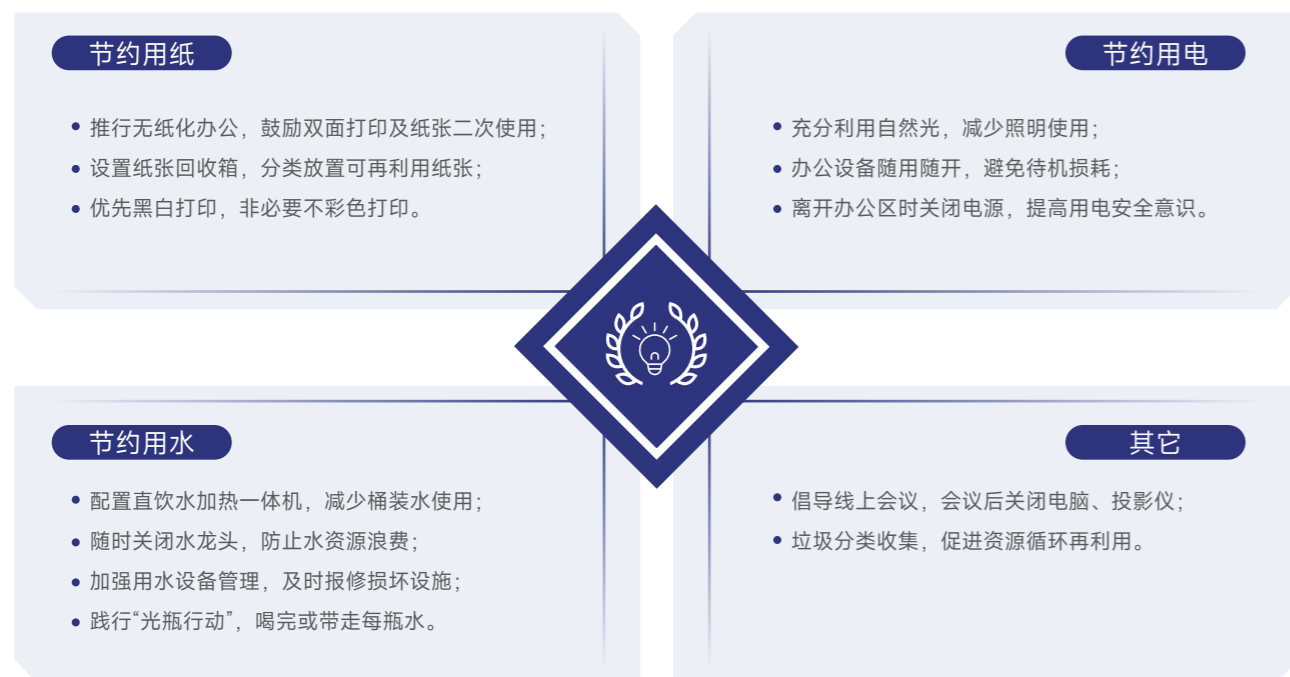 节约用纸
推行无纸化办公，鼓励双面打印及纸张二次使用；
设置纸张回收箱，分类放置可再利用纸张；
优先黑白打印，非必要不彩色打印。
节约用电
充分利用自然光，减少照明使用；
办公设备随用随开，避免待机损耗；
离开办公区时关闭电源，提高用电安全意识。
节约用水
配置直饮水加热一体机，减少桶装水使用；
随时关闭水龙头，防止水资源浪费；
加强用水设备管理，及时报修损坏设施；
践行“光瓶行动”，喝完或带走每瓶水。
其它
倡导线上会议，会议后关闭电脑、投影仪；
垃圾分类收集，促进资源循环再利用。